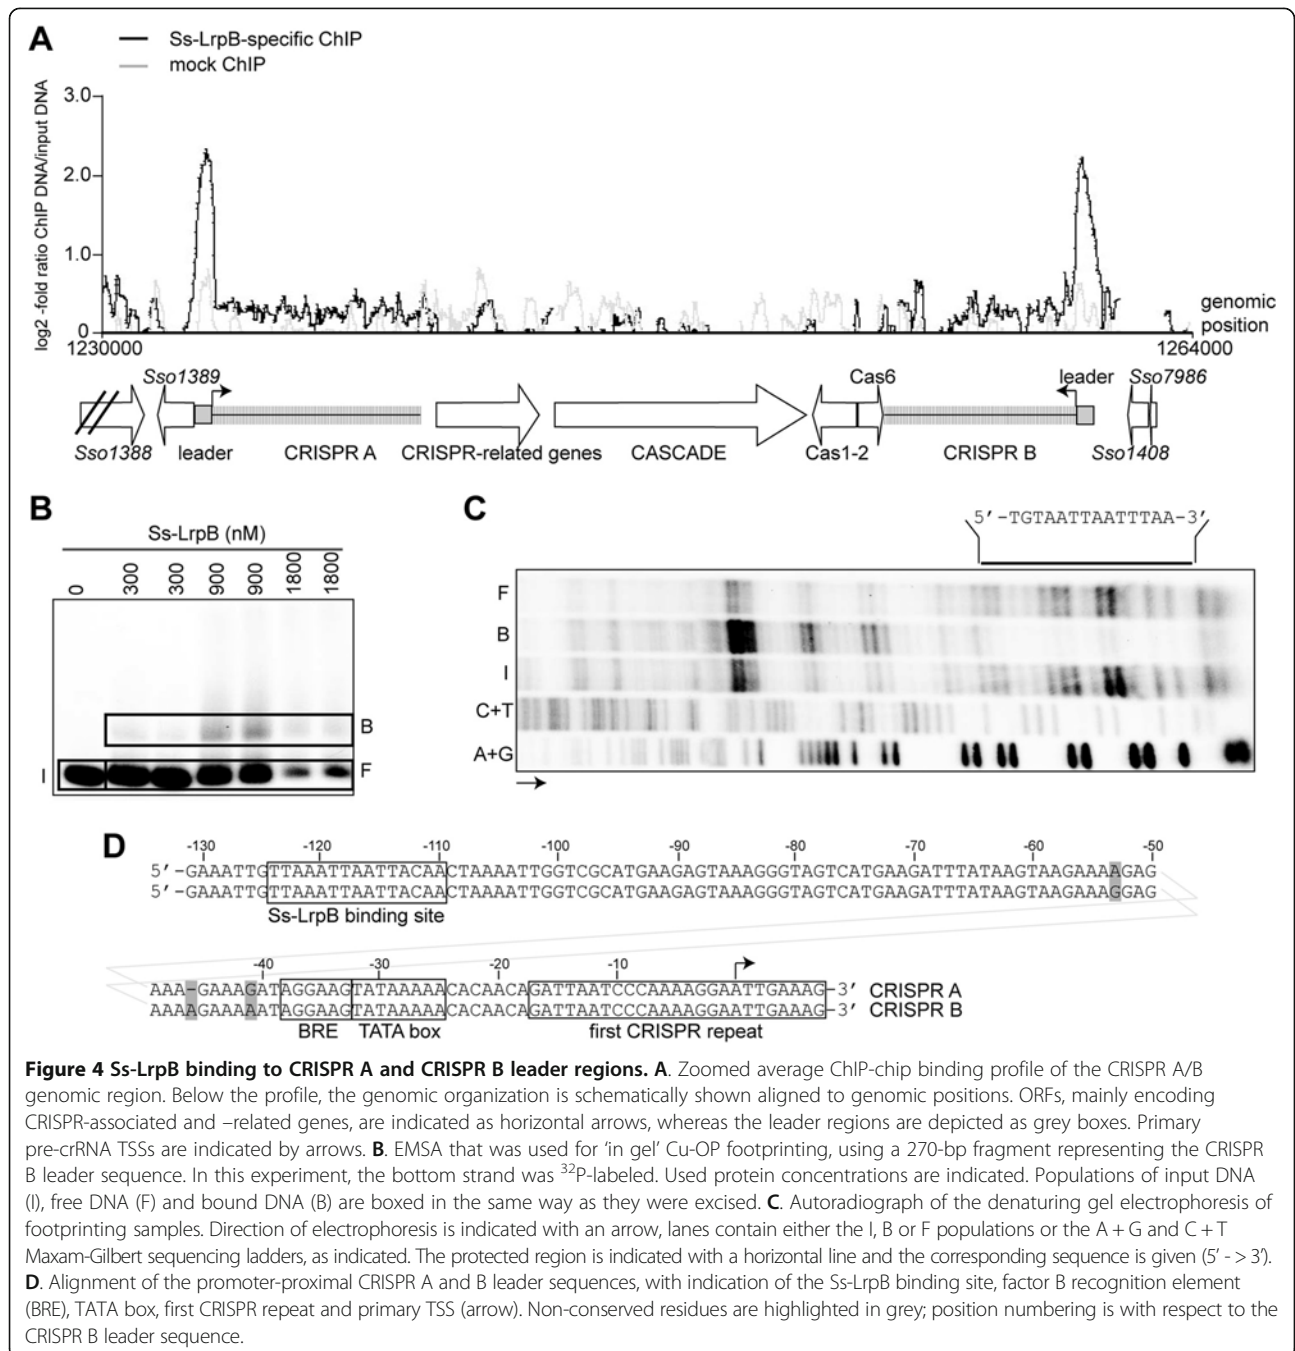 A
Ss-LrpB-specific ChIP
mock ChIP
log2 -fold ratio ChIP DNA/input DNA
3.0
2.0
1.0
0
1230000
1264000
genomic
position
Sso1389
Cas6
leader
Sso7986
Sso1388
leader
CRISPR A
CRISPR-related genes
CASCADE
Cas1-2
CRISPR B
Sso1408
B
Ss-LrpB (nM)
0
300
300
900
900
1800
1800
B
I
F
C
5′-TGTAATTAATTTAA-3′
F
B
I
C+T
A+G
D
-130 -120 -110 -100 -90 -80 -70 -60 -50
5′-GAAATTGTTAAATTAATTACAACTAAAATTGGTCGCATGAAGAGTAAAGGGTAGTCATGAAGATTTATAAGTAAGAAAAGAG
5′-GAAATTGTTAAATTAATTACAACTAAAATTGGTCGCATGAAGAGTAAAGGGTAGTCATGAAGATTTATAAGTAAGAAAGGAG
Ss-LrpB binding site
-40 -30 -20 -10
AAA-GAAAGATAGGAAGTATAAAAACACAACAGATTAATCCCAAAAGGAATTGAAAG-3′ CRISPR A
AAAAGAAAAATAGGAAGTATAAAAACACAACAGATTAATCCCAAAAGGAATTGAAAG-3′ CRISPR B
BRE TATA box first CRISPR repeat
Figure 4 Ss-LrpB binding to CRISPR A and CRISPR B leader regions. A. Zoomed average ChIP-chip binding profile of the CRISPR A/B
genomic region. Below the profile, the genomic organization is schematically shown aligned to genomic positions. ORFs, mainly encoding
CRISPR-associated and –related genes, are indicated as horizontal arrows, whereas the leader regions are depicted as grey boxes. Primary
pre-crRNA TSSs are indicated by arrows. B. EMSA that was used for ‘in gel’ Cu-OP footprinting, using a 270-bp fragment representing the CRISPR
B leader sequence. In this experiment, the bottom strand was 32P-labeled. Used protein concentrations are indicated. Populations of input DNA
(I), free DNA (F) and bound DNA (B) are boxed in the same way as they were excised. C. Autoradiograph of the denaturing gel electrophoresis of
footprinting samples. Direction of electrophoresis is indicated with an arrow, lanes contain either the I, B or F populations or the A + G and C + T
Maxam-Gilbert sequencing ladders, as indicated. The protected region is indicated with a horizontal line and the corresponding sequence is given (5′ - > 3′).
D. Alignment of the promoter-proximal CRISPR A and B leader sequences, with indication of the Ss-LrpB binding site, factor B recognition element
(BRE), TATA box, first CRISPR repeat and primary TSS (arrow). Non-conserved residues are highlighted in grey; position numbering is with respect to the
CRISPR B leader sequence.